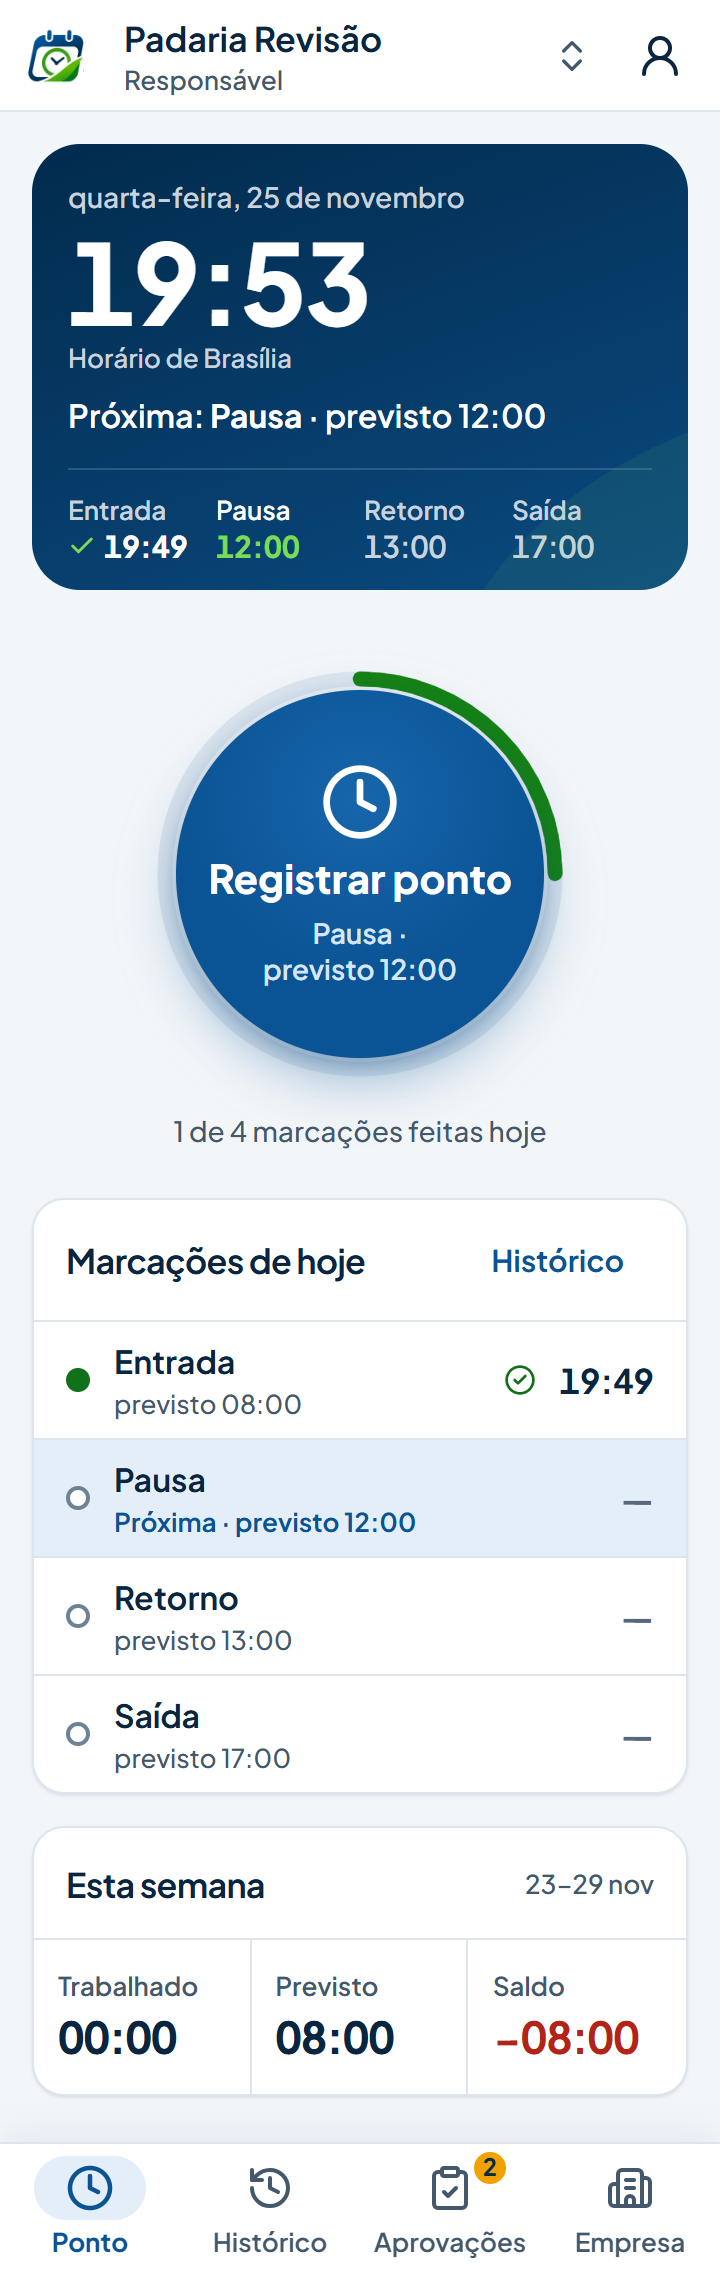 Padaria Revisão
Responsável
quarta-feira, 25 de novembro
19:53
Horário de Brasília
Próxima: Pausa · previsto 12:00
Entrada Pausa Retorno Saída
19:49 12:00 13:00 17:00
Registrar ponto
Pausa ·
previsto 12:00
1 de 4 marcações feitas hoje
Marcações de hoje Histórico
Entrada
previsto 08:00
19:49
Pausa
Próxima · previsto 12:00
—
Retorno
previsto 13:00
—
Saída
previsto 17:00
—
Esta semana 23–29 nov
Trabalhado Previsto Saldo
00:00 08:00 −08:00
2
Ponto Histórico Aprovações Empresa